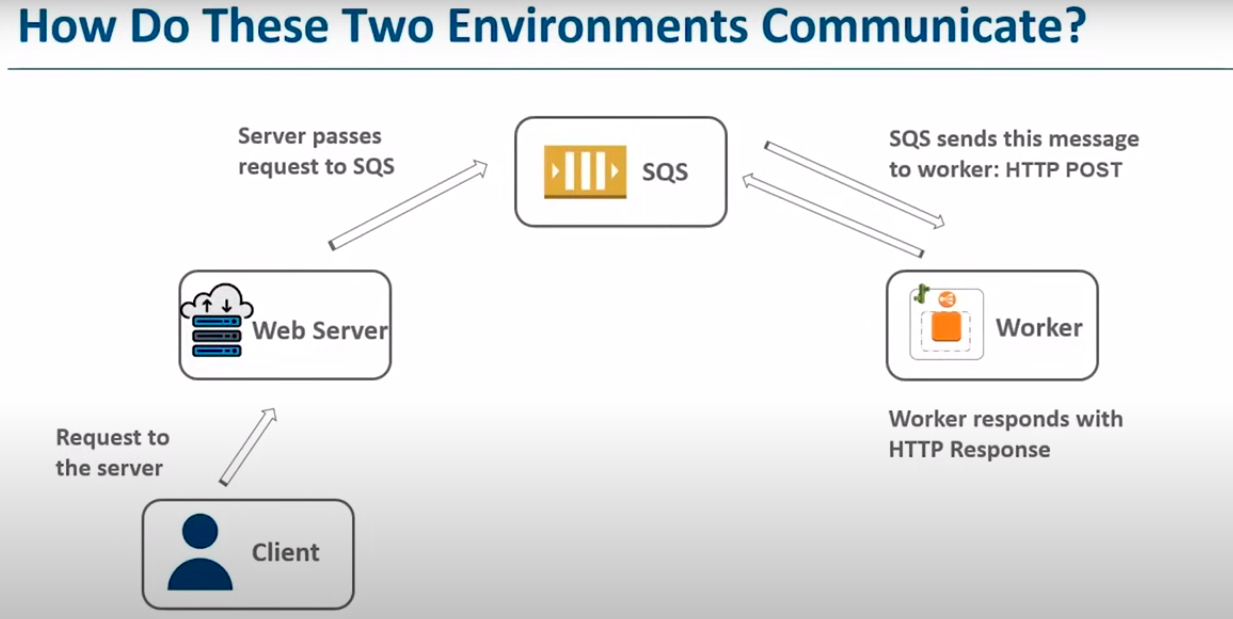 How Do These Two Environments Communicate?
Server passes
request to SQS
SQS
SQS sends this message
to worker: HTTP POST
Web Server
Worker
Request to
the server
Worker responds with
HTTP Response
Client